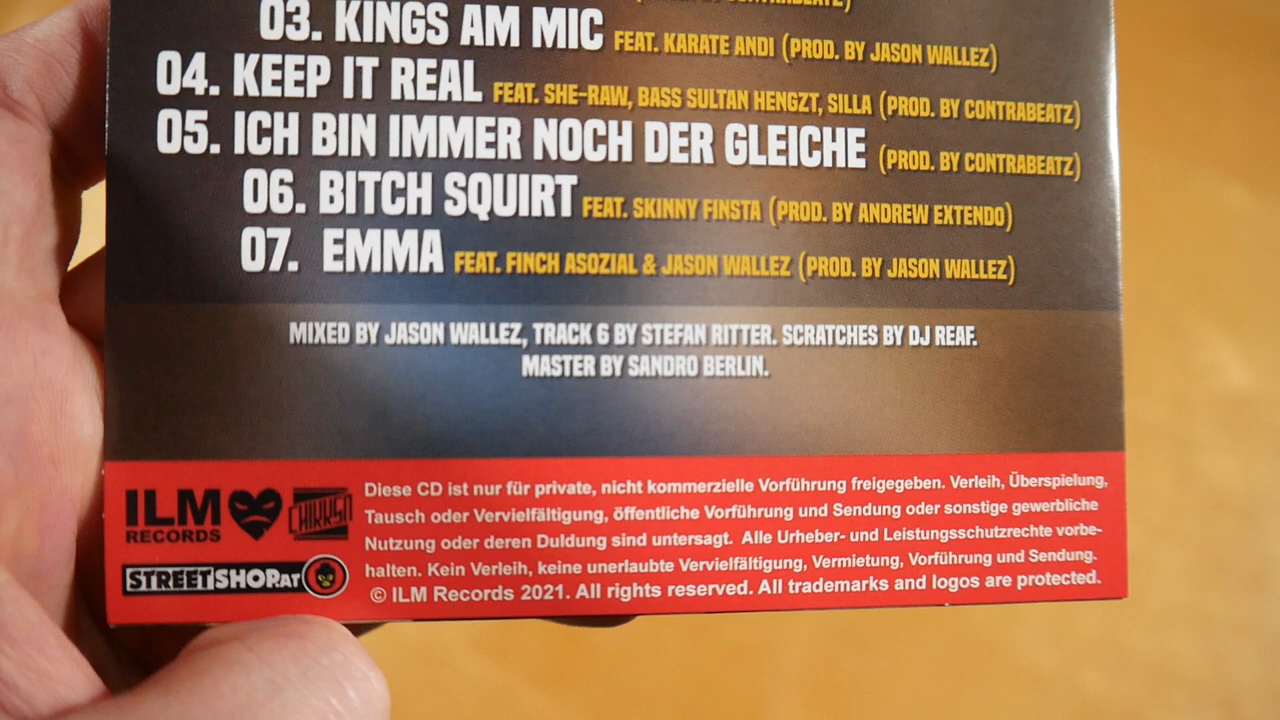 03. KINGS AM MIC FEAT. KARATE ANDI (PROD. BY JASON WALLEZ)
04. KEEP IT REAL FEAT. SHE-RAW, BASS SULTAN HENGZT, SILLA (PROD. BY CONTRABEATZ)
05. ICH BIN IMMER NOCH DER GLEICHE (PROD. BY CONTRABEATZ)
06. BITCH SQUIRT FEAT. SKINNY FINSTA (PROD. BY ANDREW EXTENDO)
07. EMMA FEAT. FINCH ASOZIAL & JASON WALLEZ (PROD. BY JASON WALLEZ)
MIXED BY JASON WALLEZ, TRACK 6 BY STEFAN RITTER. SCRATCHES BY DJ REAF.
MASTER BY SANDRO BERLIN.
ILM
RECORDS
STREETSHOP.AT
Diese CD ist nur für private, nicht kommerzielle Vorführung freigegeben. Verleih, Überspielung,
Tausch oder Vervielfältigung, öffentliche Vorführung und Sendung oder sonstige gewerbliche
Nutzung oder deren Duldung sind untersagt. Alle Urheber- und Leistungsschutzrechte vorbe-
halten. Kein Verleih, keine unerlaubte Vervielfältigung, Vermietung, Vorführung und Sendung.
© ILM Records 2021. All rights reserved. All trademarks and logos are protected.